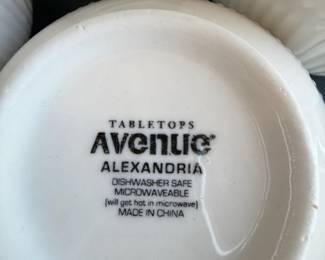 TABLETOPS
AVENUE®
ALEXANDRIA
DISHWASHER SAFE
MICROWAVEABLE
(will get hot in microwave)
MADE IN CHINA